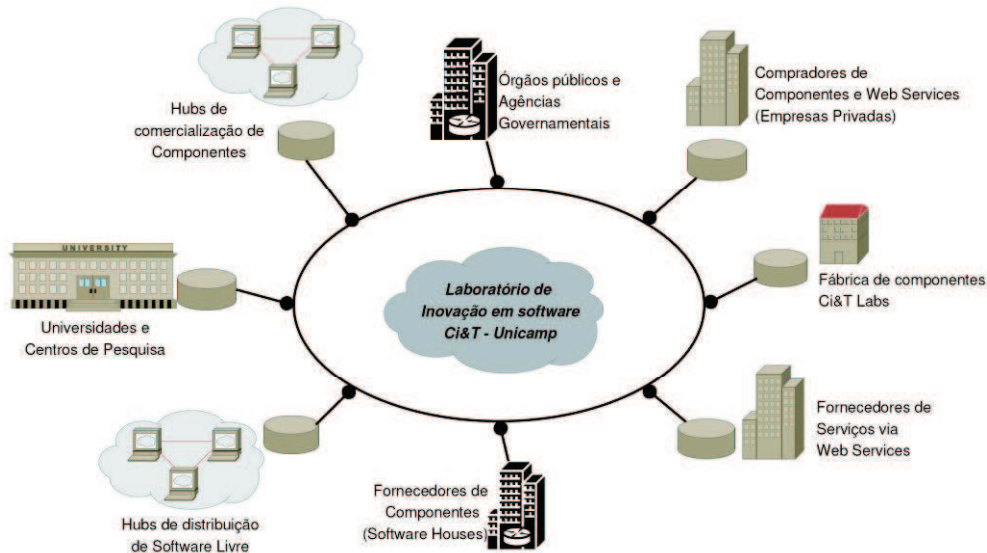 Hubs de
comercialização de
Componentes
Órgãos públicos e
Agências
Governamentais
Compradores de
Componentes e Web Services
(Empresas Privadas)
UNIVERSITY
Universidades e
Centros de Pesquisa
Laboratório de
Inovação em software
Ci&T - Unicamp
Fábrica de componentes
Ci&T Labs
Hubs de distribuição
de Software Livre
Fornecedores de
Componentes
(Software Houses)
Fornecedores de
Serviços via
Web Services